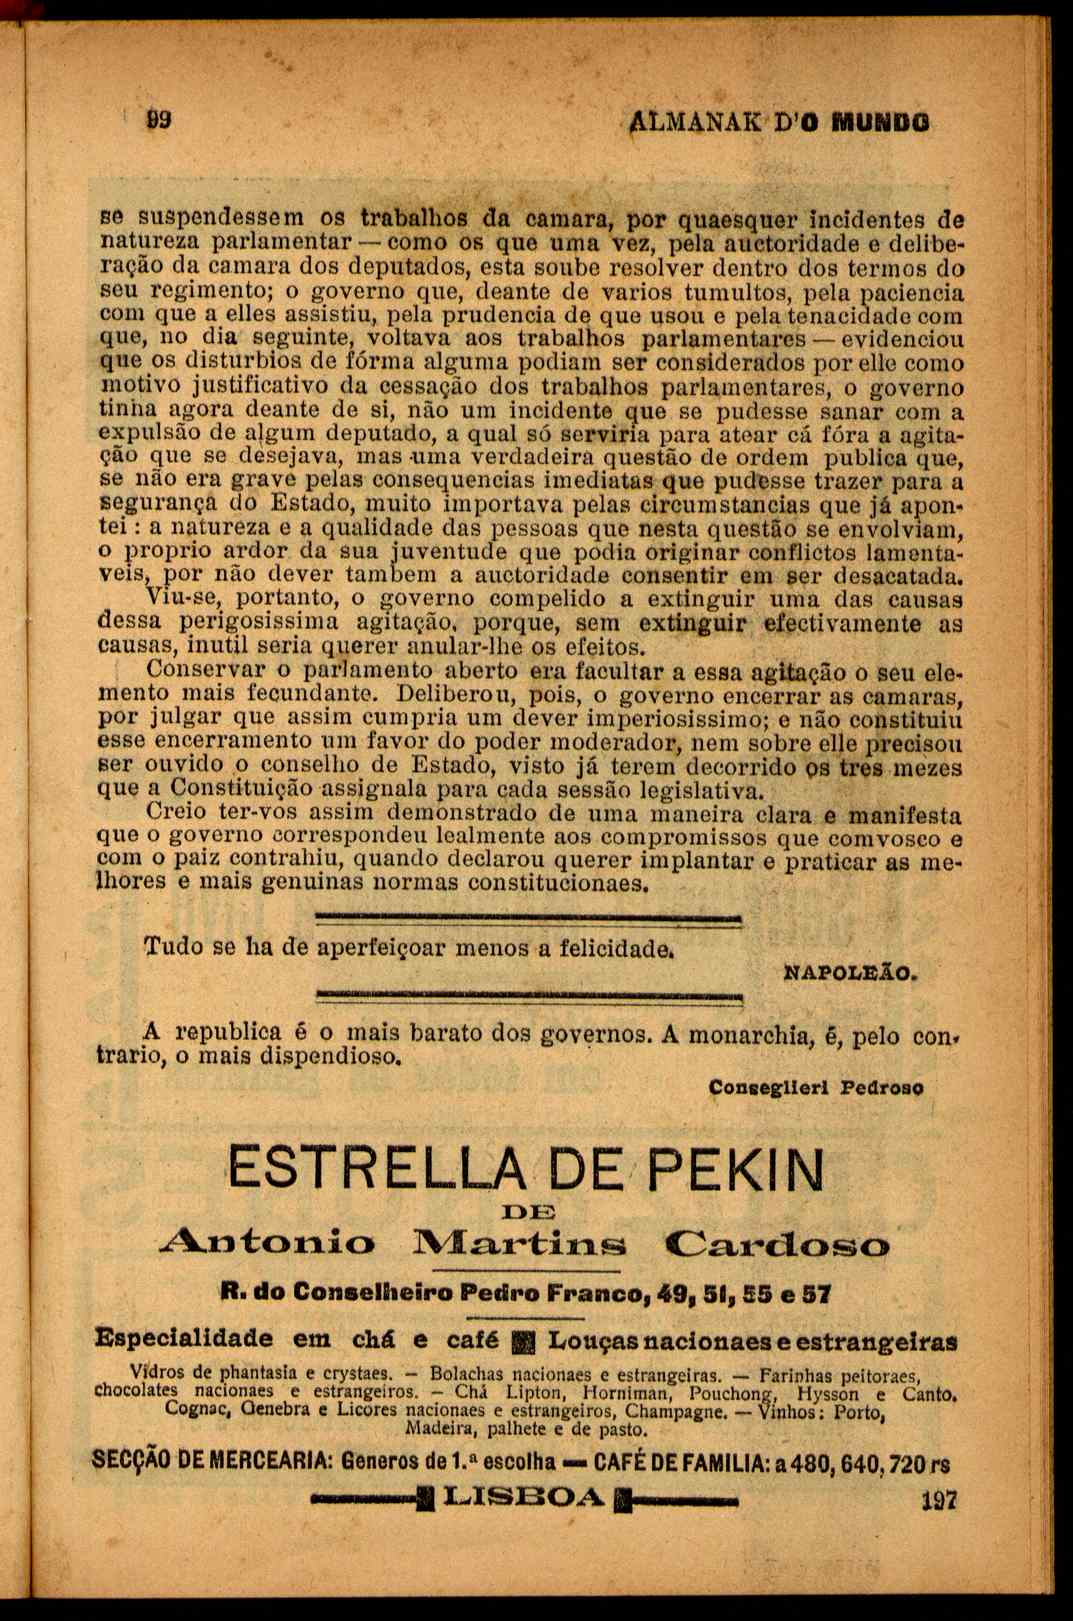 99
ALMANAK D'O MUNDO
se suspendessem os trabalhos da camara, por quaesquer incidentes de
natureza parlamentar — como os que uma vez, pela auctoridade e delibe-
ração da camara dos deputados, esta soube resolver dentro dos termos do
seu regimento; o governo que, deante de varios tumultos, pela paciencia
com que a elles assistiu, pela prudencia de que usou e pela tenacidade com
que, no dia seguinte, voltava aos trabalhos parlamentares — evidenciou
que os disturbios de fórma alguma podiam ser considerados por elle como
motivo justificativo da cessação dos trabalhos parlamentares, o governo
tinha agora deante de si, não um incidente que se pudesse sanar com a
expulsão de algum deputado, a qual só serviria para atear cá fóra a agita-
ção que se desejava, mas uma verdadeira questão de ordem publica que,
se não era grave pelas consequencias imediatas que pudesse trazer para a
segurança do Estado, muito importava pelas circumstancias que já apon-
tei : a natureza e a qualidade das pessoas que nesta questão se envolviam,
o proprio ardor da sua juventude que podia originar conflictos lamenta-
veis, por não dever tambem a auctoridade consentir em ser desacatada.
Viu-se, portanto, o governo compelido a extinguir uma das causas
dessa perigosissima agitação, porque, sem extinguir efectivamente as
causas, inutil seria querer anular-lhe os efeitos.
Conservar o parlamento aberto era facultar a essa agitação o seu ele-
mento mais fecundante. Deliberou, pois, o governo encerrar as camaras,
por julgar que assim cumpria um dever imperiosissimo; e não constituiu
esse encerramento um favor do poder moderador, nem sobre elle precisou
ser ouvido o conselho de Estado, visto já terem decorrido os tres mezes
que a Constituição assignala para cada sessão legislativa.
Creio ter-vos assim demonstrado de uma maneira clara e manifesta
que o governo correspondeu lealmente aos compromissos que comvosco e
com o paiz contrahiu, quando declarou querer implantar e praticar as me-
lhores e mais genuinas normas constitucionaes.
Tudo se ha de aperfeiçoar menos a felicidade.
NAPOLEÃO.
A republica é o mais barato dos governos. A monarchia, é, pelo con-
trario, o mais dispendioso.
Conseglieri Pedroso
ESTRELLA DE PEKIN
DE
Antonio Martins Cardoso
R. do Conselheiro Pedro Franco, 49, 51, 55 e 57
Especialidade em chá e café Louças nacionaes e estrangeiras
Vidros de phantasia e crystaes. — Bolachas nacionaes e estrangeiras. — Farinhas peitoraes,
chocolates nacionaes e estrangeiros. — Chá Lipton, Horniman, Pouchong, Hysson e Canto.
Cognac, Genebra e Licores nacionaes e estrangeiros, Champagne. — Vinhos: Porto,
Madeira, palhete e de pasto.
SECÇÃO DE MERCEARIA: Generos de 1.ª escolha — CAFÉ DE FAMILIA: a 480, 640, 720 rs
LISBOA
197